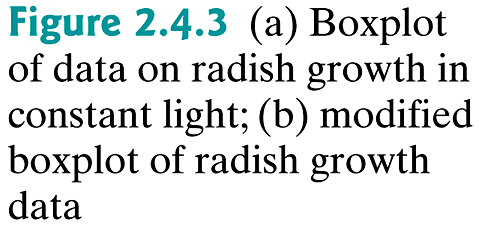 Figure 2.4.3 (a) Boxplot
of data on radish growth in
constant light; (b) modified
boxplot of radish growth
data